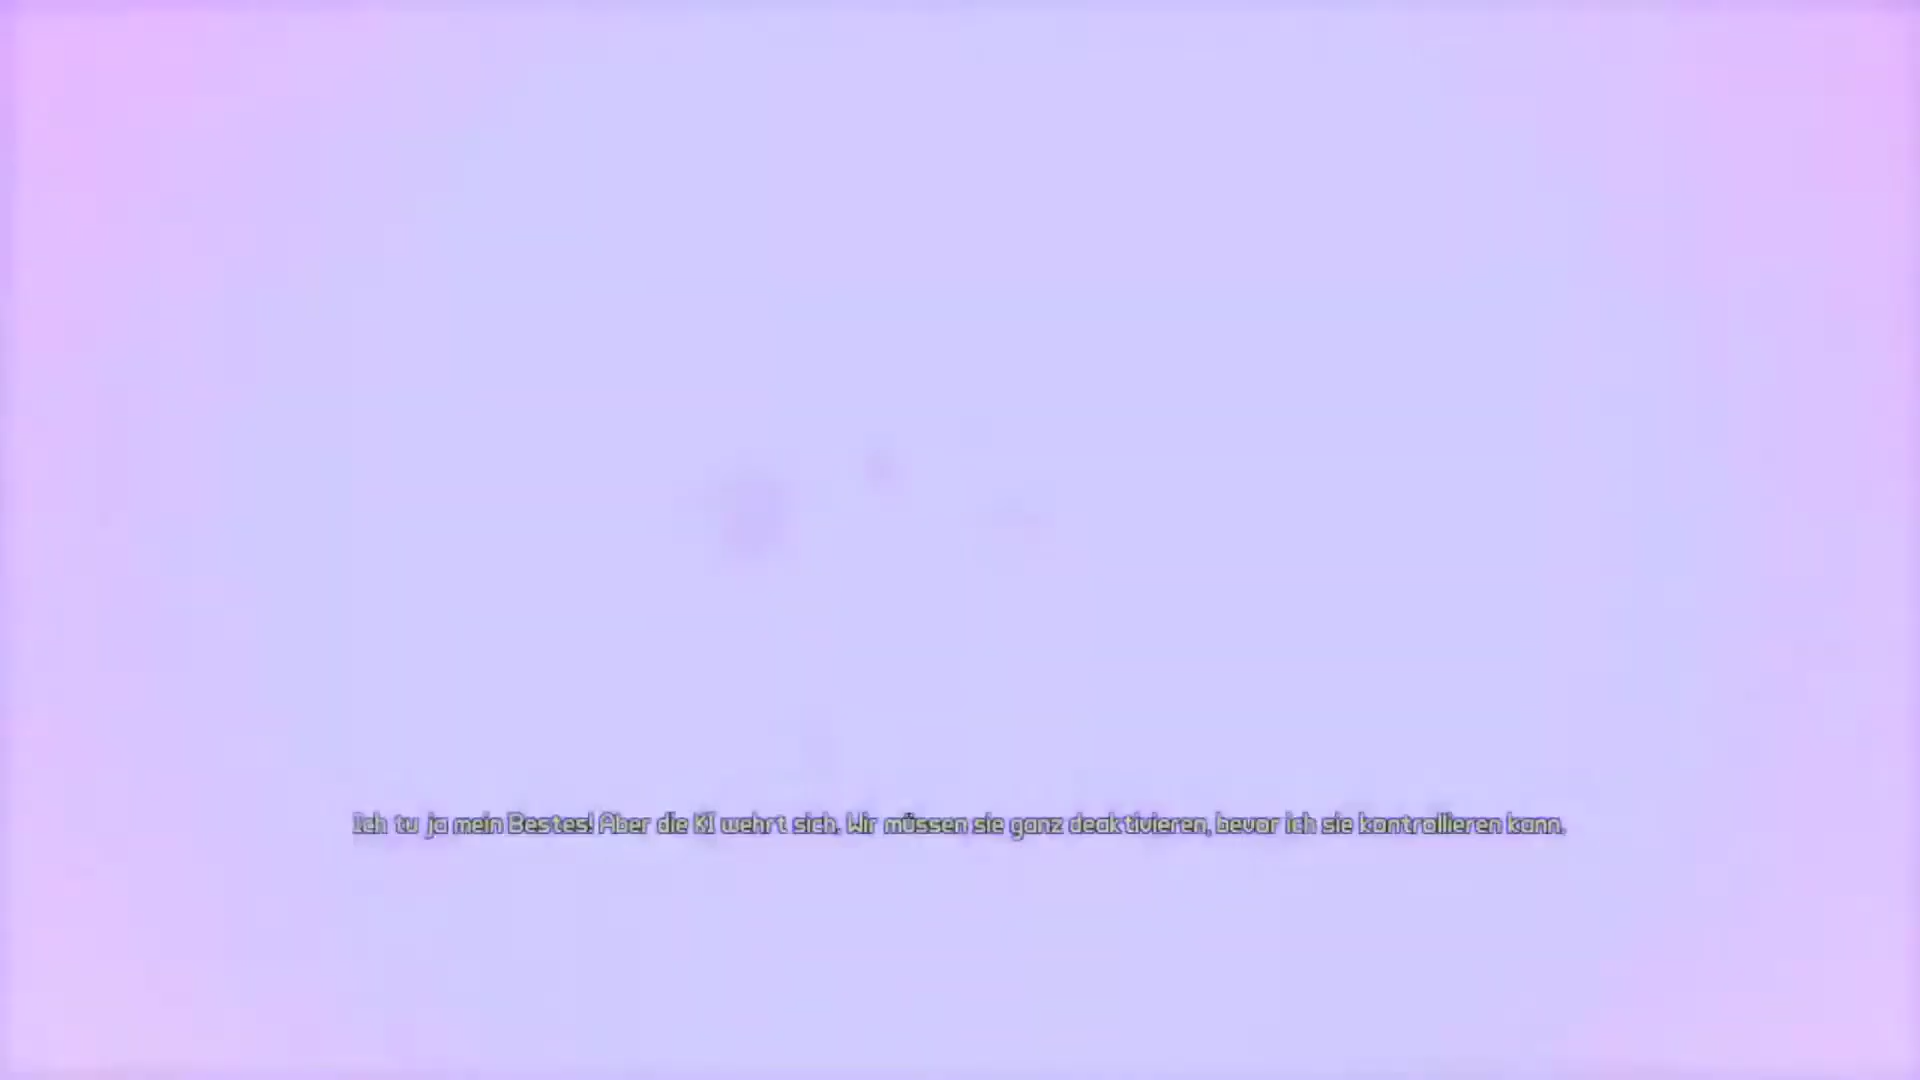 Ich tu ja mein Bestes! Aber die KI wehrt sich. Wir müssen sie ganz deaktivieren, bevor ich sie kontrollieren kann.